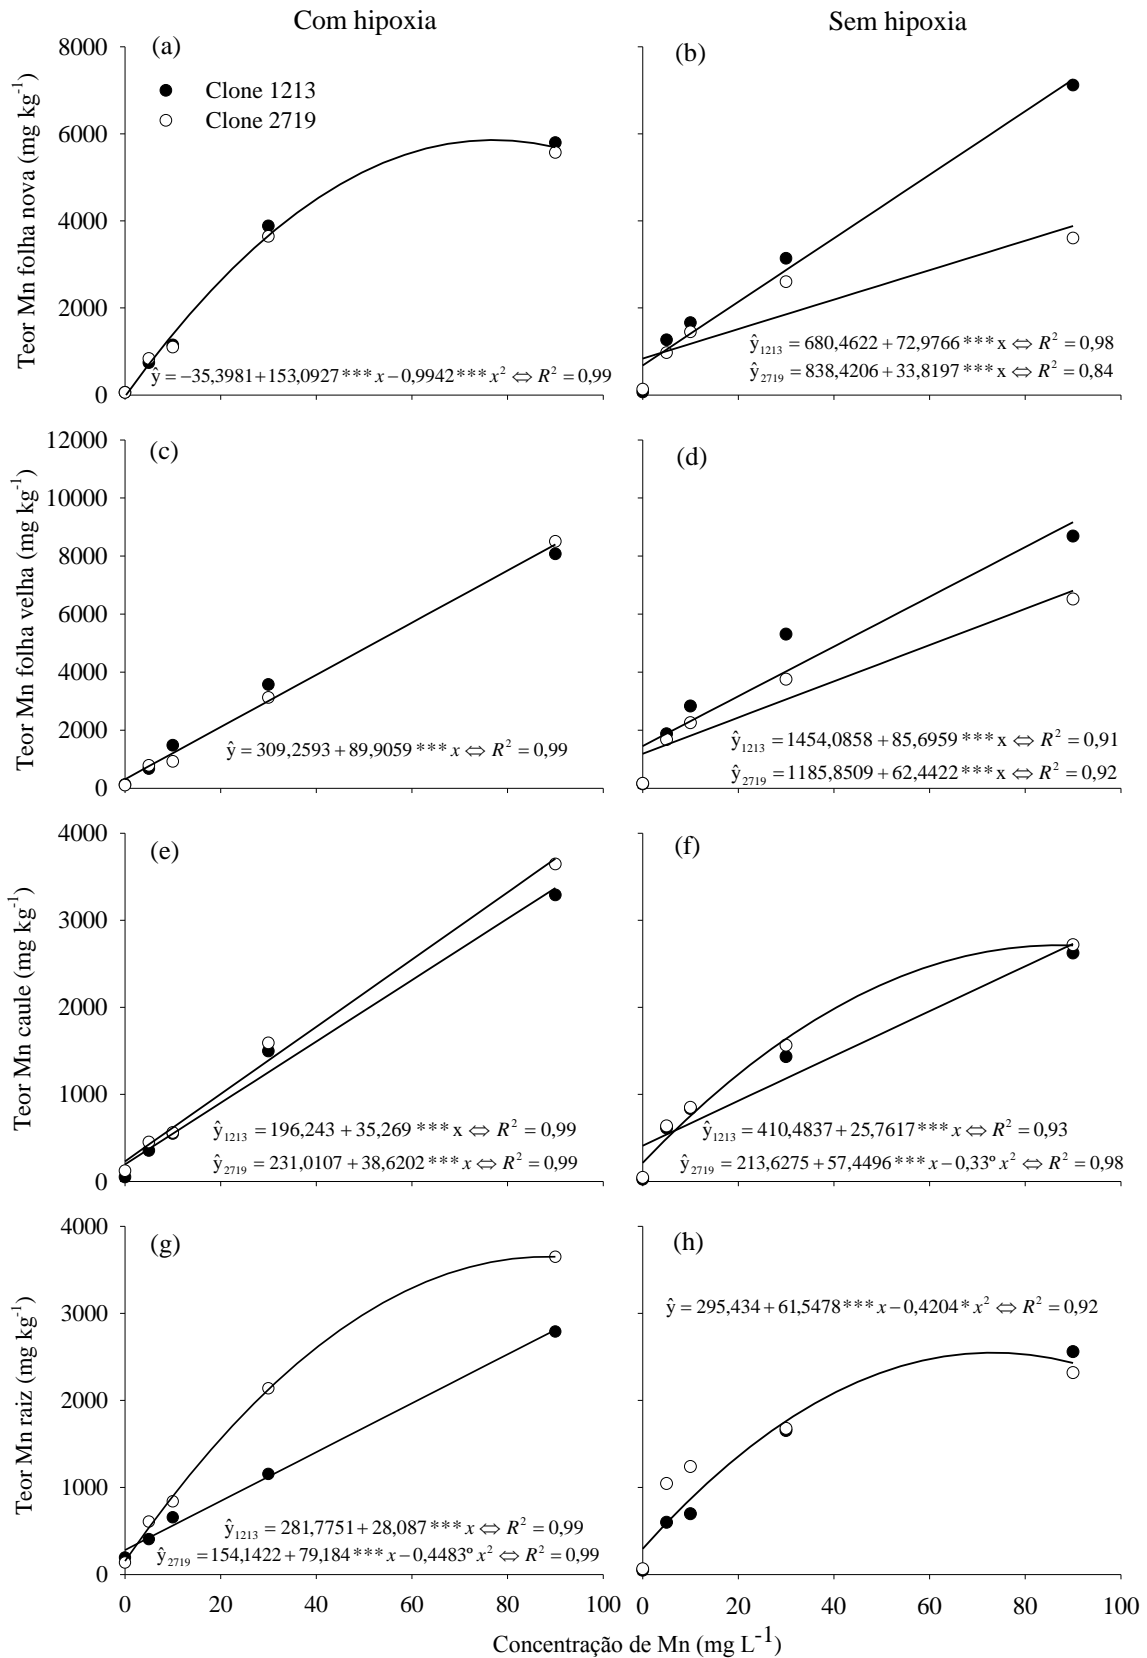 Com hipoxia
Sem hipoxia
(a)
Clone 1213
Clone 2719
8000
6000
4000
2000
0
Teor Mn folha nova (mg kg⁻¹)
ŷ = −35,3981+153,0927 *** x − 0,9942 *** x² ⇔ R² = 0,99
(b)
ŷ₁₂₁₃ = 680,4622 + 72,9766 *** x ⇔ R² = 0,98
ŷ₂₇₁₉ = 838,4206 + 33,8197 *** x ⇔ R² = 0,84
12000
10000
8000
6000
4000
2000
0
Teor Mn folha velha (mg kg⁻¹)
(c)
ŷ = 309,2593 + 89,9059 *** x ⇔ R² = 0,99
(d)
ŷ₁₂₁₃ = 1454,0858 + 85,6959 *** x ⇔ R² = 0,91
ŷ₂₇₁₉ = 1185,8509 + 62,4422 *** x ⇔ R² = 0,92
4000
3000
2000
1000
0
Teor Mn caule (mg kg⁻¹)
(e)
ŷ₁₂₁₃ = 196,243 + 35,269 *** x ⇔ R² = 0,99
ŷ₂₇₁₉ = 231,0107 + 38,6202 *** x ⇔ R² = 0,99
(f)
ŷ₁₂₁₃ = 410,4837 + 25,7617 *** x ⇔ R² = 0,93
ŷ₂₇₁₉ = 213,6275 + 57,4496 *** x − 0,33º x² ⇔ R² = 0,98
4000
3000
2000
1000
0
Teor Mn raiz (mg kg⁻¹)
(g)
ŷ₁₂₁₃ = 281,7751 + 28,087 *** x ⇔ R² = 0,99
ŷ₂₇₁₉ = 154,1422 + 79,184 *** x − 0,4483º x² ⇔ R² = 0,99
(h)
ŷ = 295,434 + 61,5478 *** x − 0,4204 * x² ⇔ R² = 0,92
0 20 40 60 80 100
0 20 40 60 80 100
Concentração de Mn (mg L⁻¹)